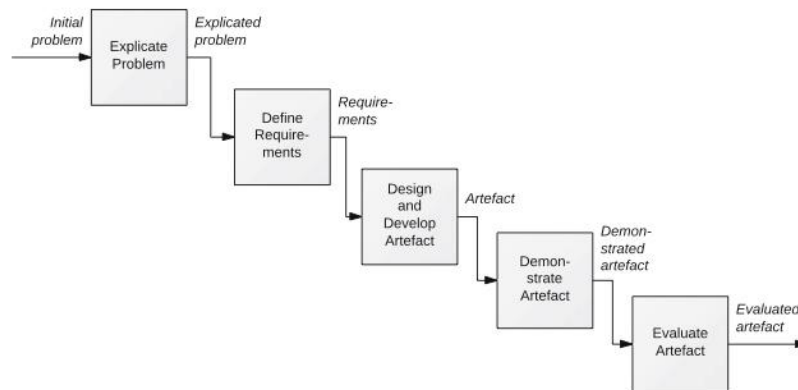 Initial
problem
Explicate
Problem
Explicated
problem
Define
Require-
ments
Require-
ments
Design
and
Develop
Artefact
Artefact
Demon-
strate
Artefact
Demon-
strated
artefact
Evaluate
Artefact
Evaluated
artefact